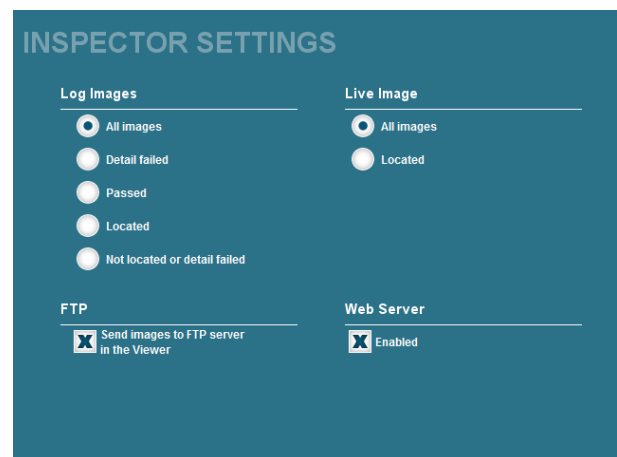 INSPECTOR SETTINGS
Log Images
All images
Detail failed
Passed
Located
Not located or detail failed
Live Image
All images
Located
FTP
Send images to FTP server
in the Viewer
Web Server
Enabled